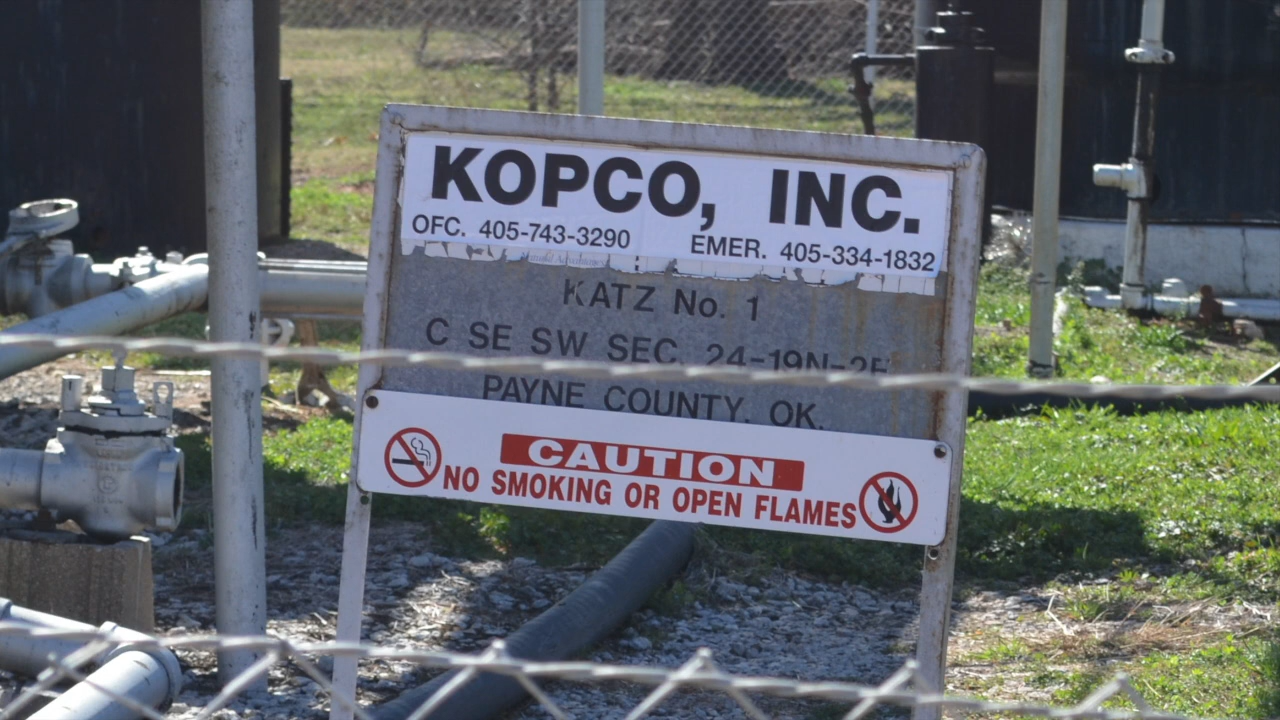 KOPCO, INC.
OFC. 405-743-3290 EMER. 405-334-1832
KATZ No. 1
C SE SW SEC. 24-19N-2E
PAYNE COUNTY, OK.
CAUTION
NO SMOKING OR OPEN FLAMES